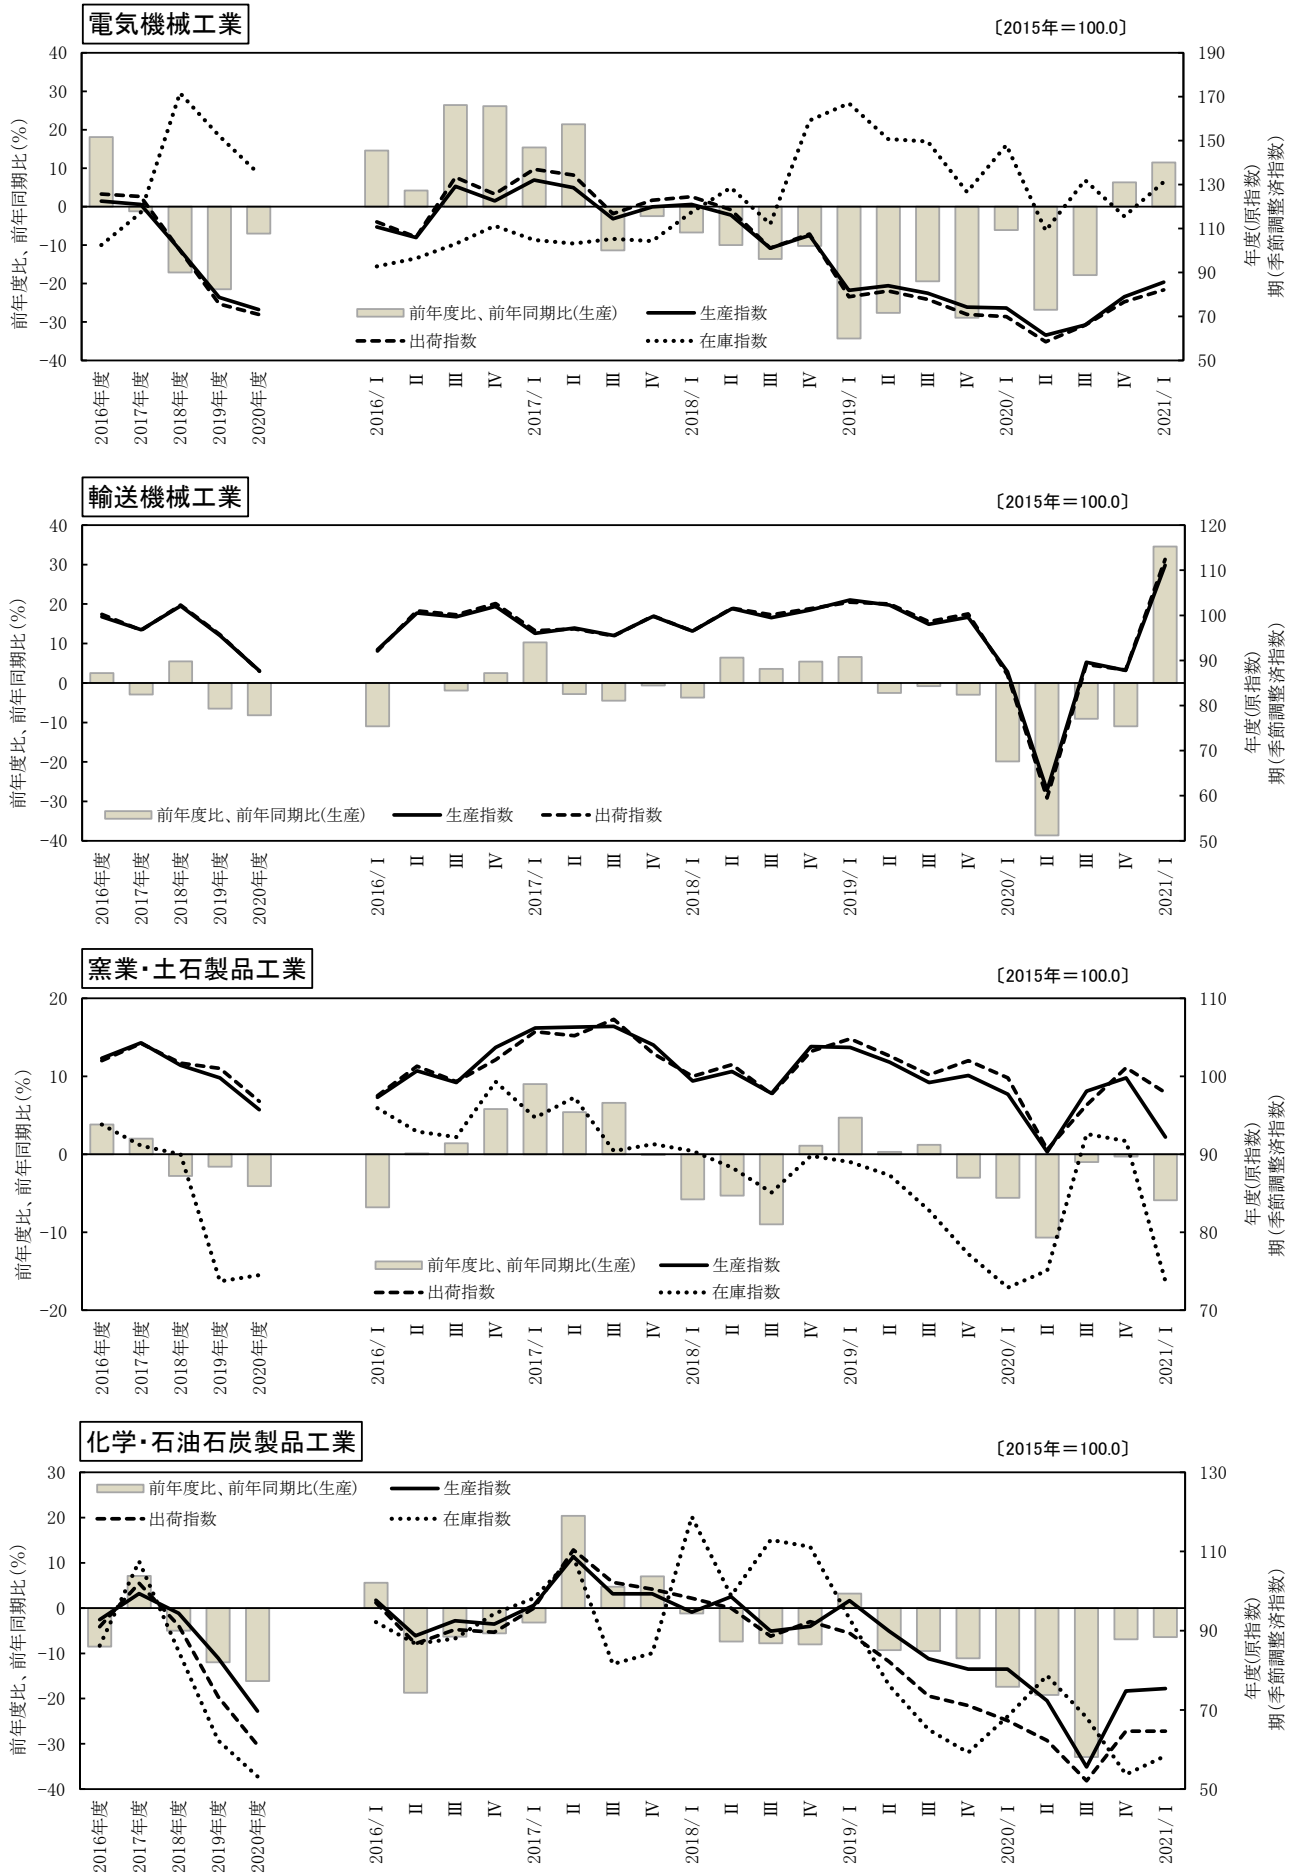 電気機械工業
〔2015年＝100.0〕
前年度比、前年同期比(％)
年度(原指数)
期(季節調整済指数)
40
30
20
10
0
−10
−20
−30
−40
190
170
150
130
110
90
70
50
前年度比、前年同期比(生産)
生産指数
出荷指数
在庫指数
2016年度
2017年度
2018年度
2019年度
2020年度
2016/Ⅰ
Ⅱ
Ⅲ
Ⅳ
2017/Ⅰ
Ⅱ
Ⅲ
Ⅳ
2018/Ⅰ
Ⅱ
Ⅲ
Ⅳ
2019/Ⅰ
Ⅱ
Ⅲ
Ⅳ
2020/Ⅰ
Ⅱ
Ⅲ
Ⅳ
2021/Ⅰ
輸送機械工業
〔2015年＝100.0〕
前年度比、前年同期比(％)
年度(原指数)
期(季節調整済指数)
40
30
20
10
0
−10
−20
−30
−40
120
110
100
90
80
70
60
50
前年度比、前年同期比(生産)
生産指数
出荷指数
2016年度
2017年度
2018年度
2019年度
2020年度
2016/Ⅰ
Ⅱ
Ⅲ
Ⅳ
2017/Ⅰ
Ⅱ
Ⅲ
Ⅳ
2018/Ⅰ
Ⅱ
Ⅲ
Ⅳ
2019/Ⅰ
Ⅱ
Ⅲ
Ⅳ
2020/Ⅰ
Ⅱ
Ⅲ
Ⅳ
2021/Ⅰ
窯業・土石製品工業
〔2015年＝100.0〕
前年度比、前年同期比(％)
年度(原指数)
期(季節調整済指数)
20
10
0
−10
−20
110
100
90
80
70
前年度比、前年同期比(生産)
生産指数
出荷指数
在庫指数
2016年度
2017年度
2018年度
2019年度
2020年度
2016/Ⅰ
Ⅱ
Ⅲ
Ⅳ
2017/Ⅰ
Ⅱ
Ⅲ
Ⅳ
2018/Ⅰ
Ⅱ
Ⅲ
Ⅳ
2019/Ⅰ
Ⅱ
Ⅲ
Ⅳ
2020/Ⅰ
Ⅱ
Ⅲ
Ⅳ
2021/Ⅰ
化学・石油石炭製品工業
〔2015年＝100.0〕
前年度比、前年同期比(％)
年度(原指数)
期(季節調整済指数)
30
20
10
0
−10
−20
−30
−40
130
110
90
70
50
前年度比、前年同期比(生産)
生産指数
出荷指数
在庫指数
2016年度
2017年度
2018年度
2019年度
2020年度
2016/Ⅰ
Ⅱ
Ⅲ
Ⅳ
2017/Ⅰ
Ⅱ
Ⅲ
Ⅳ
2018/Ⅰ
Ⅱ
Ⅲ
Ⅳ
2019/Ⅰ
Ⅱ
Ⅲ
Ⅳ
2020/Ⅰ
Ⅱ
Ⅲ
Ⅳ
2021/Ⅰ